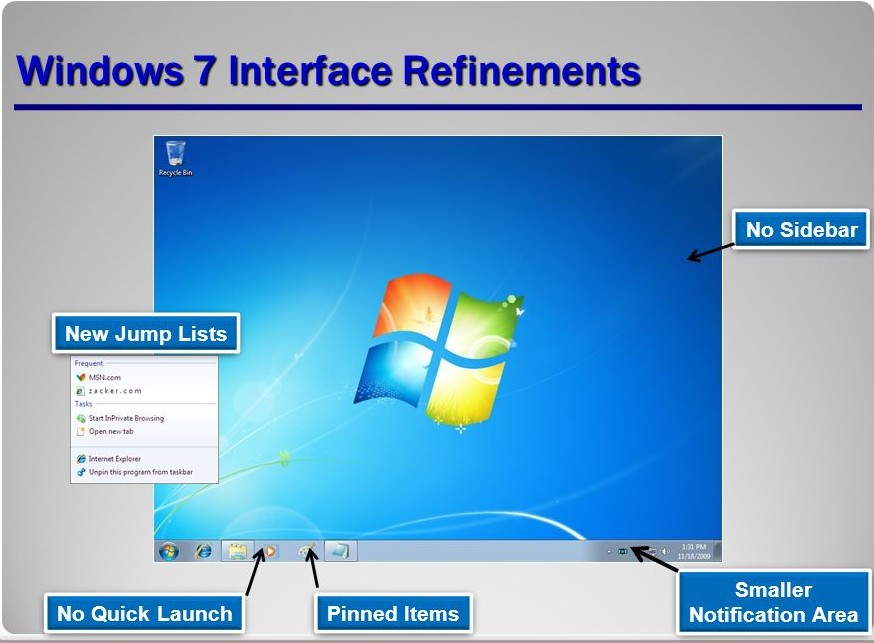 Windows 7 Interface Refinements
Recycle Bin
No Sidebar
New Jump Lists
Frequent
MSN.com
zacker.com
Tasks
Start InPrivate Browsing
Open new tab
Internet Explorer
Unpin this program from taskbar
1:31 PM
11/18/2009
No Quick Launch
Pinned Items
Smaller
Notification Area